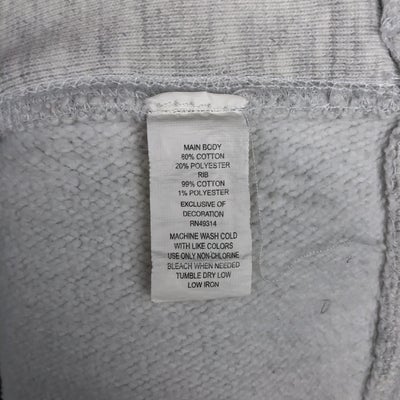 MAIN BODY
80% COTTON
20% POLYESTER
RIB
99% COTTON
1% POLYESTER
EXCLUSIVE OF
DECORATION
RN49314
MACHINE WASH COLD
WITH LIKE COLORS
USE ONLY NON-CHLORINE
BLEACH WHEN NEEDED
TUMBLE DRY LOW
LOW IRON